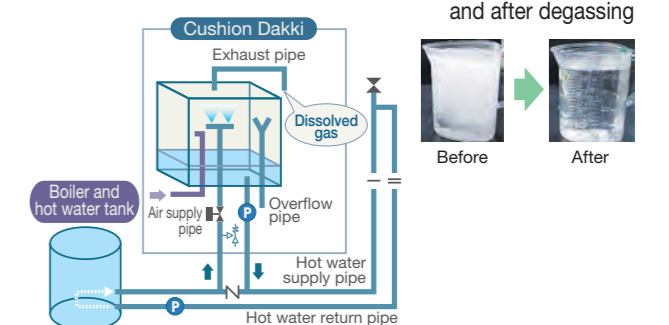 and after degassing
Cushion Dakki
Exhaust pipe
Dissolved
gas
Before
After
Boiler and
hot water tank
Air supply
pipe
P
Overflow
pipe
Hot water
supply pipe
P
Hot water return pipe